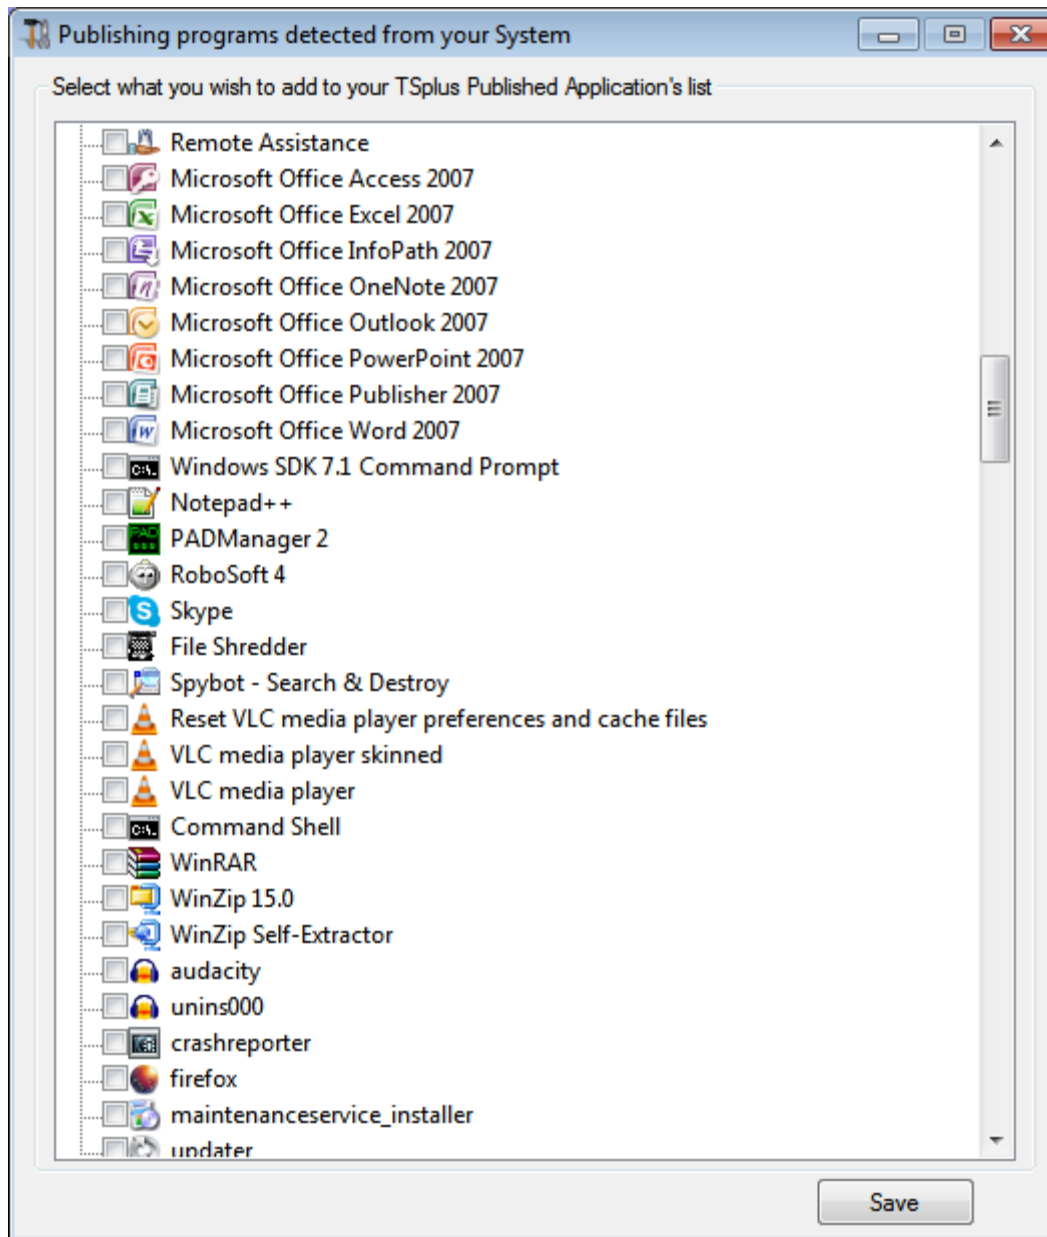 Publishing programs detected from your System
Select what you wish to add to your TSplus Published Application's list
Remote Assistance
Microsoft Office Access 2007
Microsoft Office Excel 2007
Microsoft Office InfoPath 2007
Microsoft Office OneNote 2007
Microsoft Office Outlook 2007
Microsoft Office PowerPoint 2007
Microsoft Office Publisher 2007
Microsoft Office Word 2007
Windows SDK 7.1 Command Prompt
Notepad++
PADManager 2
RoboSoft 4
Skype
File Shredder
Spybot - Search & Destroy
Reset VLC media player preferences and cache files
VLC media player skinned
VLC media player
Command Shell
WinRAR
WinZip 15.0
WinZip Self-Extractor
audacity
unins000
crashreporter
firefox
maintenanceservice_installer
updater
Save